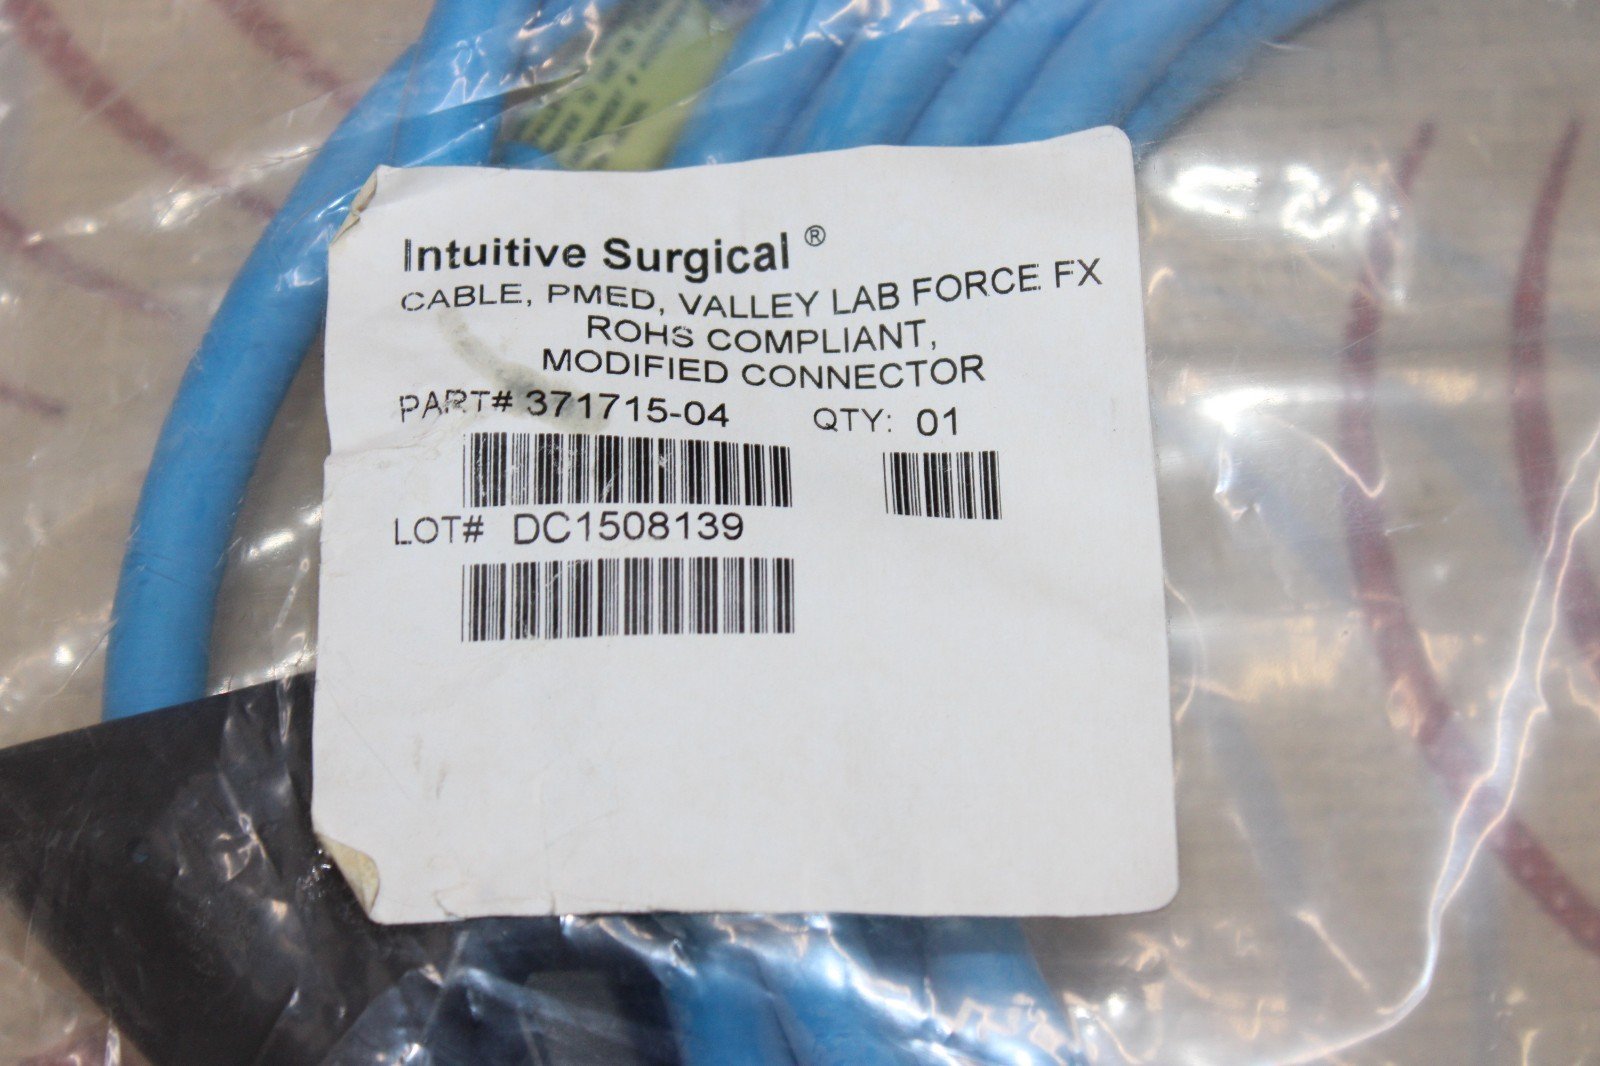 Intuitive Surgical ®
CABLE, PMED, VALLEY LAB FORCE FX
ROHS COMPLIANT,
MODIFIED CONNECTOR
PART# 371715-04 QTY: 01
LOT# DC1508139